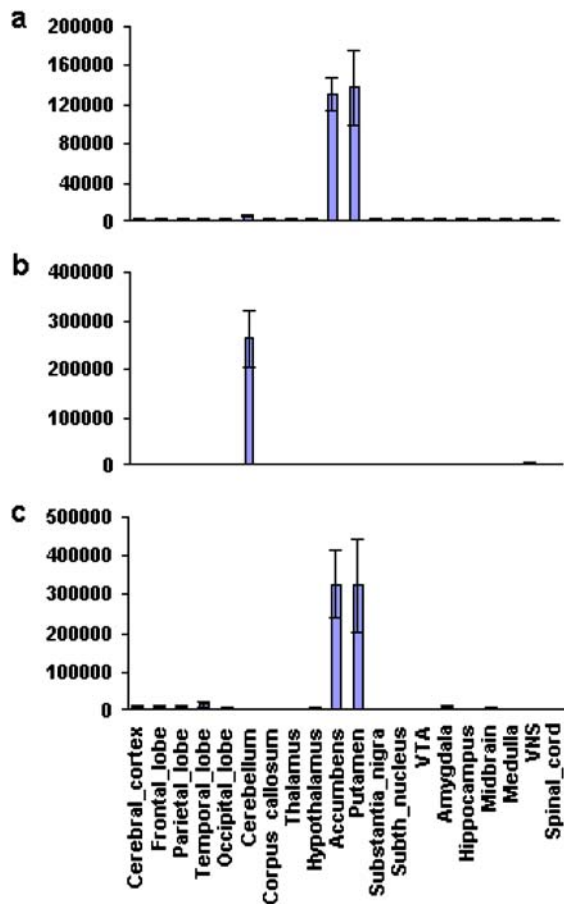 a
200000
160000
120000
80000
40000
0
b
400000
300000
200000
100000
0
c
500000
400000
300000
200000
100000
0
Cerebral_cortex
Frontal_lobe
Parietal_lobe
Temporal_lobe
Occipital_lobe
Cerebellum
Corpus callosum
Thalamus
Hypothalamus
Accumbens
Putamen
Substantia_nigra
Subth_nucleus
VTA
Amygdala
Hippocampus
Midbrain
Medulla
VNS
Spinal_cord